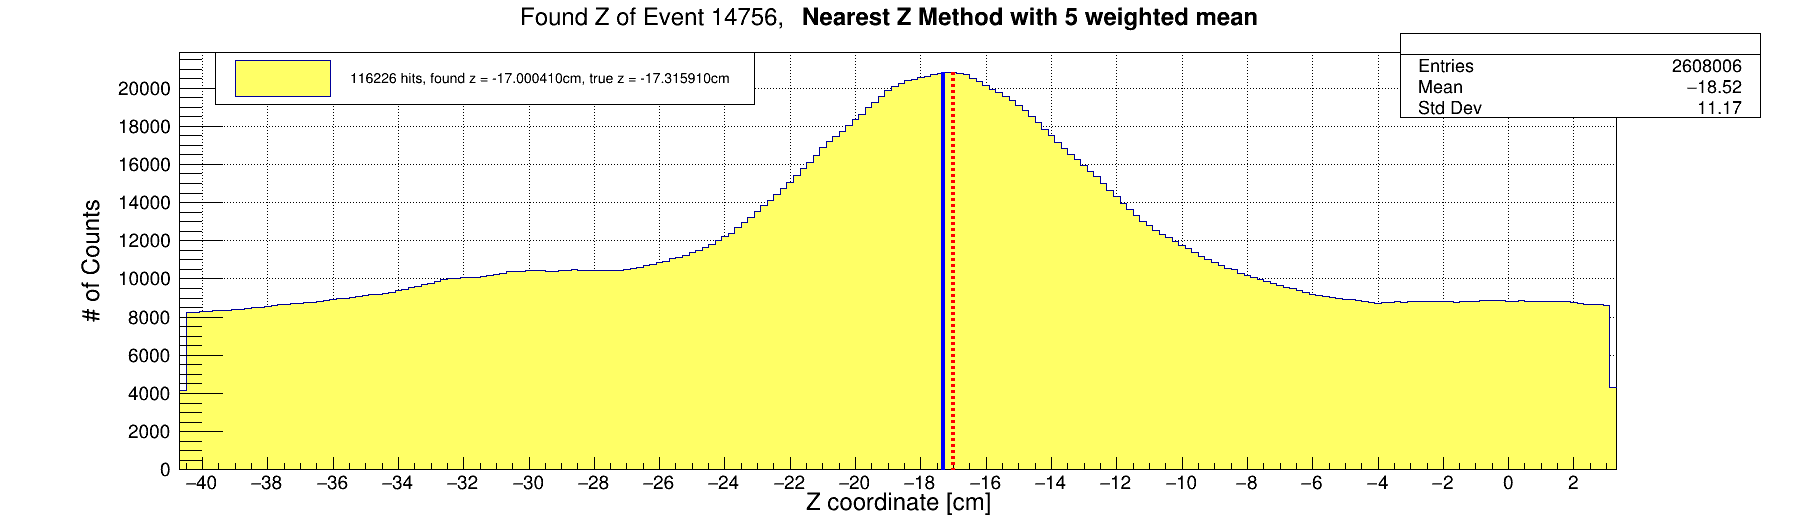 Found Z of Event 14756, Nearest Z Method with 5 weighted mean
116226 hits, found z = -17.000410cm, true z = -17.315910cm
Entries 2608006
Mean −18.52
Std Dev 11.17
# of Counts
20000
18000
16000
14000
12000
10000
8000
6000
4000
2000
0
−40 −38 −36 −34 −32 −30 −28 −26 −24 −22 −20 −18 −16 −14 −12 −10 −8 −6 −4 −2 0 2
Z coordinate [cm]